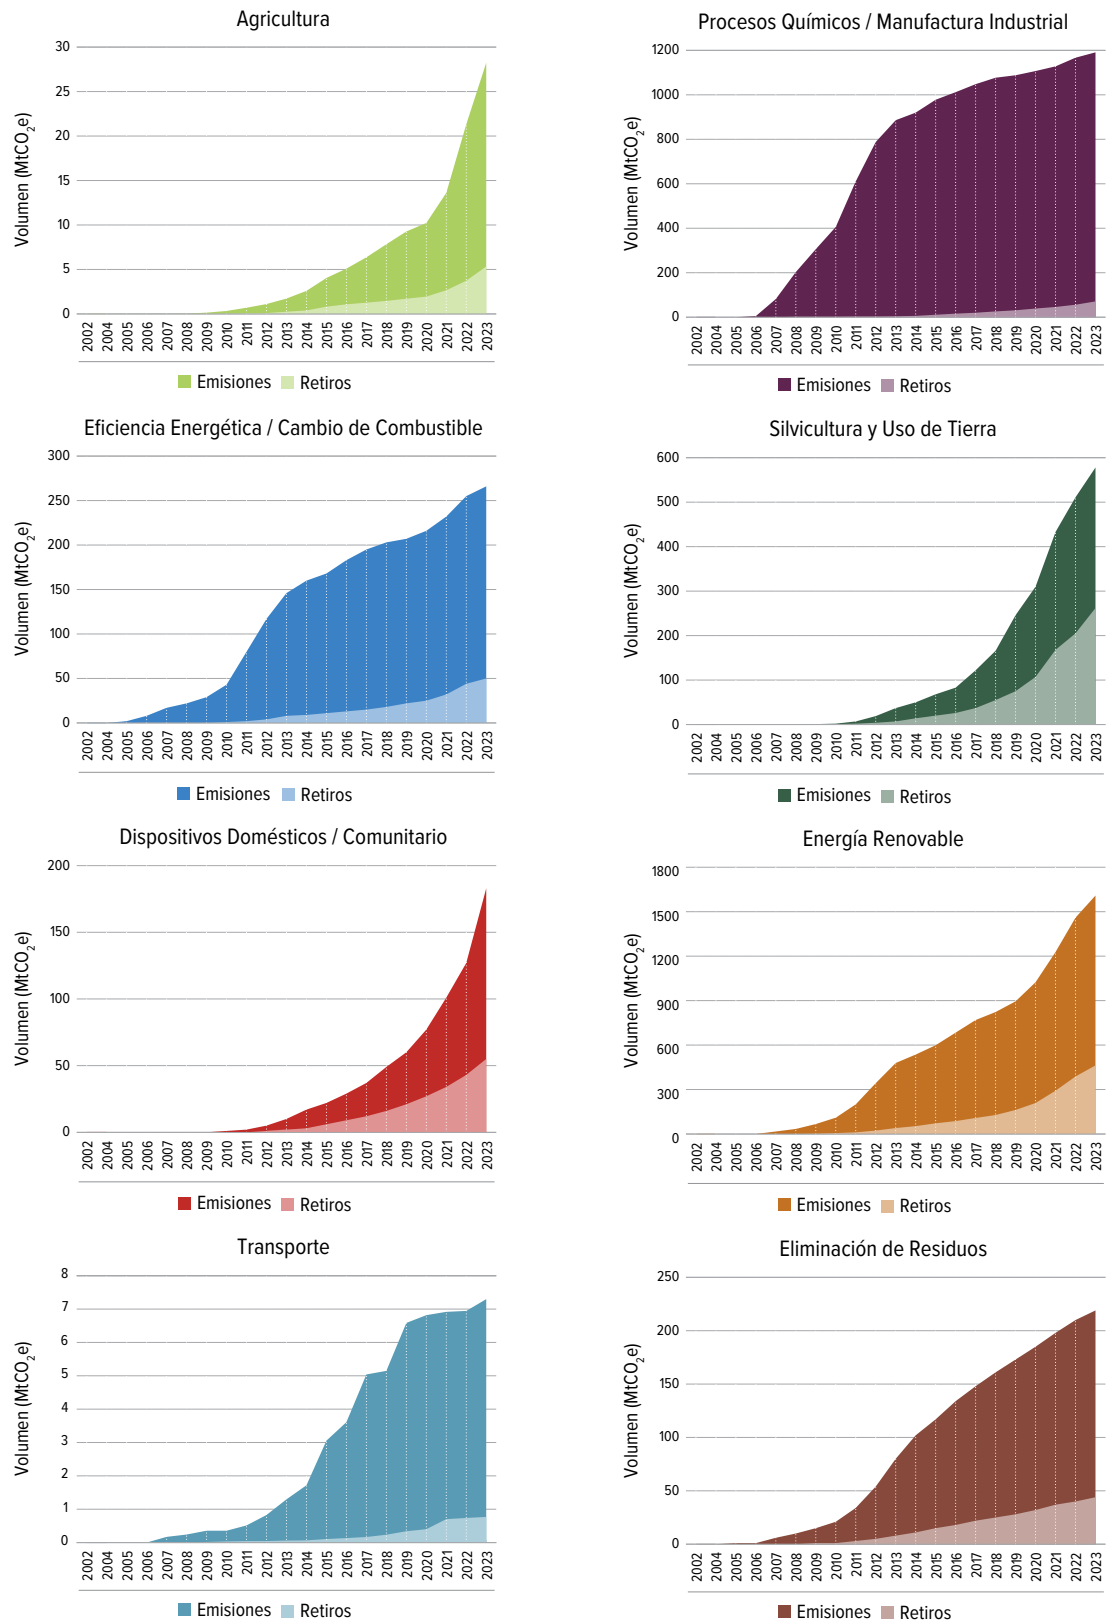 Agricultura
Volumen (MtCO₂e)
30
25
20
15
10
5
0
2002 2004 2005 2006 2007 2008 2009 2010 2011 2012 2013 2014 2015 2016 2017 2018 2019 2020 2021 2022 2023
Emisiones Retiros
Procesos Químicos / Manufactura Industrial
Volumen (MtCO₂e)
1200
1000
800
600
400
200
0
2002 2004 2005 2006 2007 2008 2009 2010 2011 2012 2013 2014 2015 2016 2017 2018 2019 2020 2021 2022 2023
Emisiones Retiros
Eficiencia Energética / Cambio de Combustible
Volumen (MtCO₂e)
300
250
200
150
100
50
0
2002 2004 2005 2006 2007 2008 2009 2010 2011 2012 2013 2014 2015 2016 2017 2018 2019 2020 2021 2022 2023
Emisiones Retiros
Silvicultura y Uso de Tierra
Volumen (MtCO₂e)
600
500
400
300
200
100
0
2002 2004 2005 2006 2007 2008 2009 2010 2011 2012 2013 2014 2015 2016 2017 2018 2019 2020 2021 2022 2023
Emisiones Retiros
Dispositivos Domésticos / Comunitario
Volumen (MtCO₂e)
200
150
100
50
0
2002 2004 2005 2006 2007 2008 2009 2010 2011 2012 2013 2014 2015 2016 2017 2018 2019 2020 2021 2022 2023
Emisiones Retiros
Energía Renovable
Volumen (MtCO₂e)
1800
1500
1200
900
600
300
0
2002 2004 2005 2006 2007 2008 2009 2010 2011 2012 2013 2014 2015 2016 2017 2018 2019 2020 2021 2022 2023
Emisiones Retiros
Transporte
Volumen (MtCO₂e)
8
7
6
5
4
3
2
1
0
2002 2004 2005 2006 2007 2008 2009 2010 2011 2012 2013 2014 2015 2016 2017 2018 2019 2020 2021 2022 2023
Emisiones Retiros
Eliminación de Residuos
Volumen (MtCO₂e)
250
200
150
100
50
0
2002 2004 2005 2006 2007 2008 2009 2010 2011 2012 2013 2014 2015 2016 2017 2018 2019 2020 2021 2022 2023
Emisiones Retiros